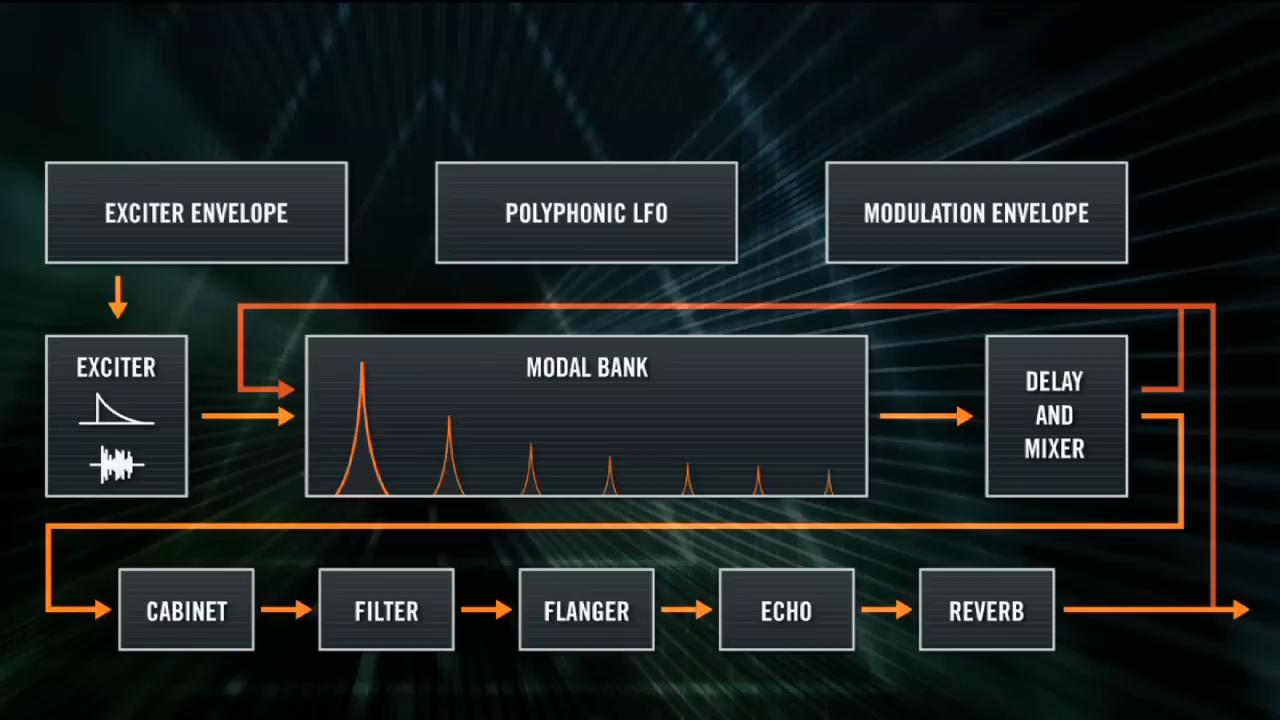 EXCITER ENVELOPE
POLYPHONIC LFO
MODULATION ENVELOPE
EXCITER
MODAL BANK
DELAY
AND
MIXER
CABINET
FILTER
FLANGER
ECHO
REVERB